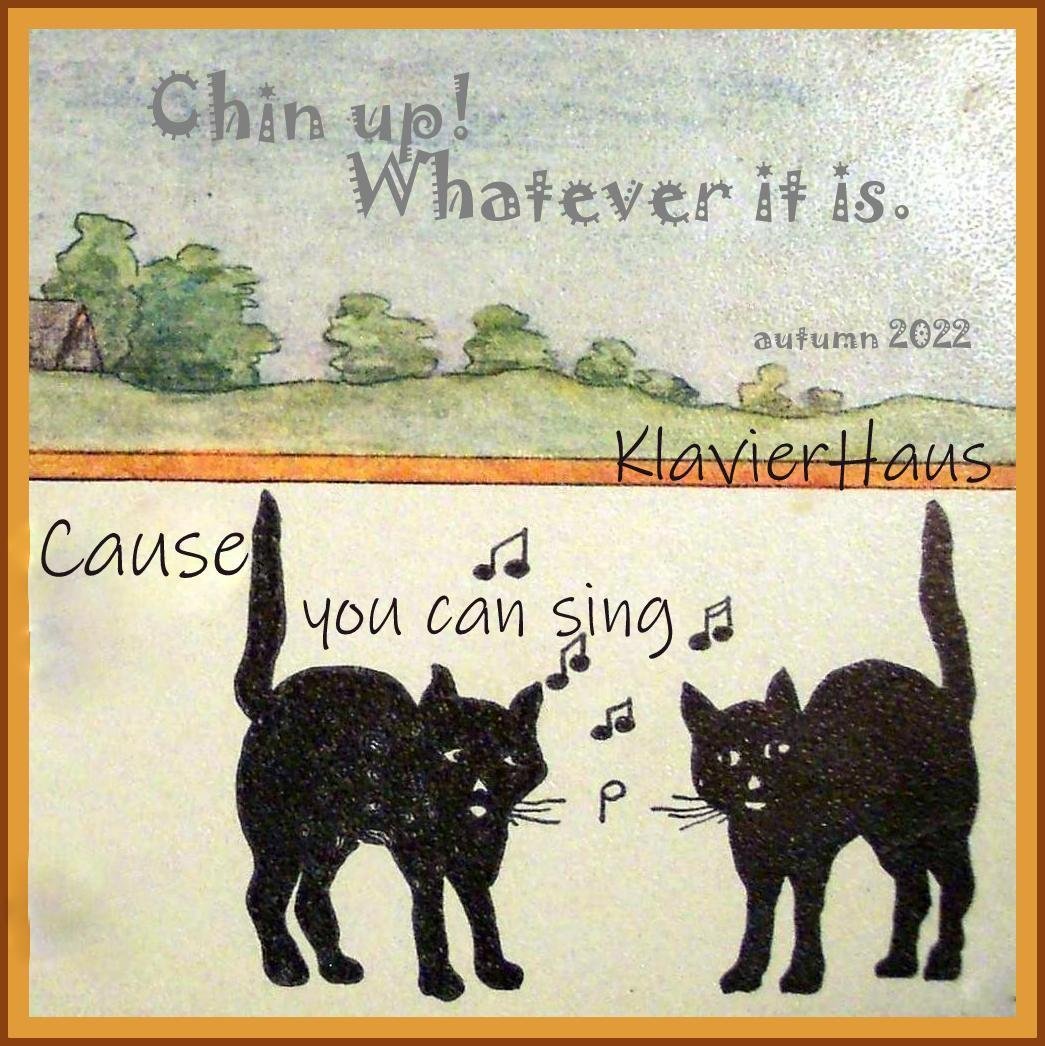 Chin up!
Whatever it is.
autumn 2022
KlavierHaus
Cause
you can sing
p